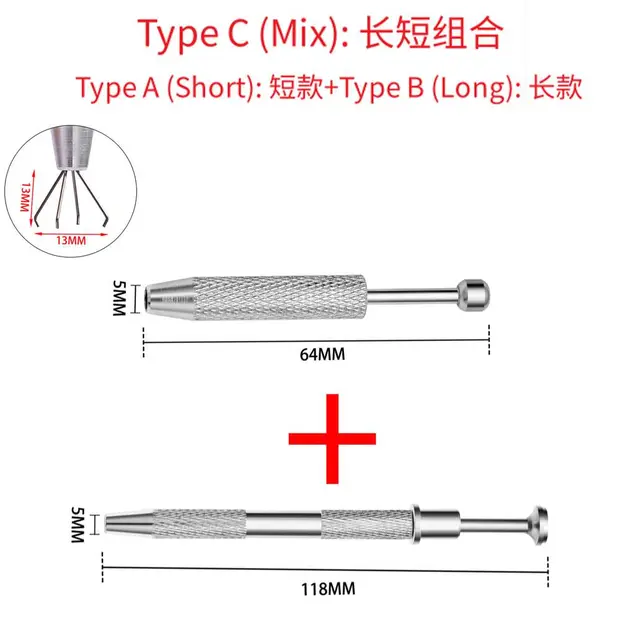 Type C (Mix): 长短组合
Type A (Short): 短款+Type B (Long): 长款
13MM
13MM
5MM
64MM
5MM
118MM